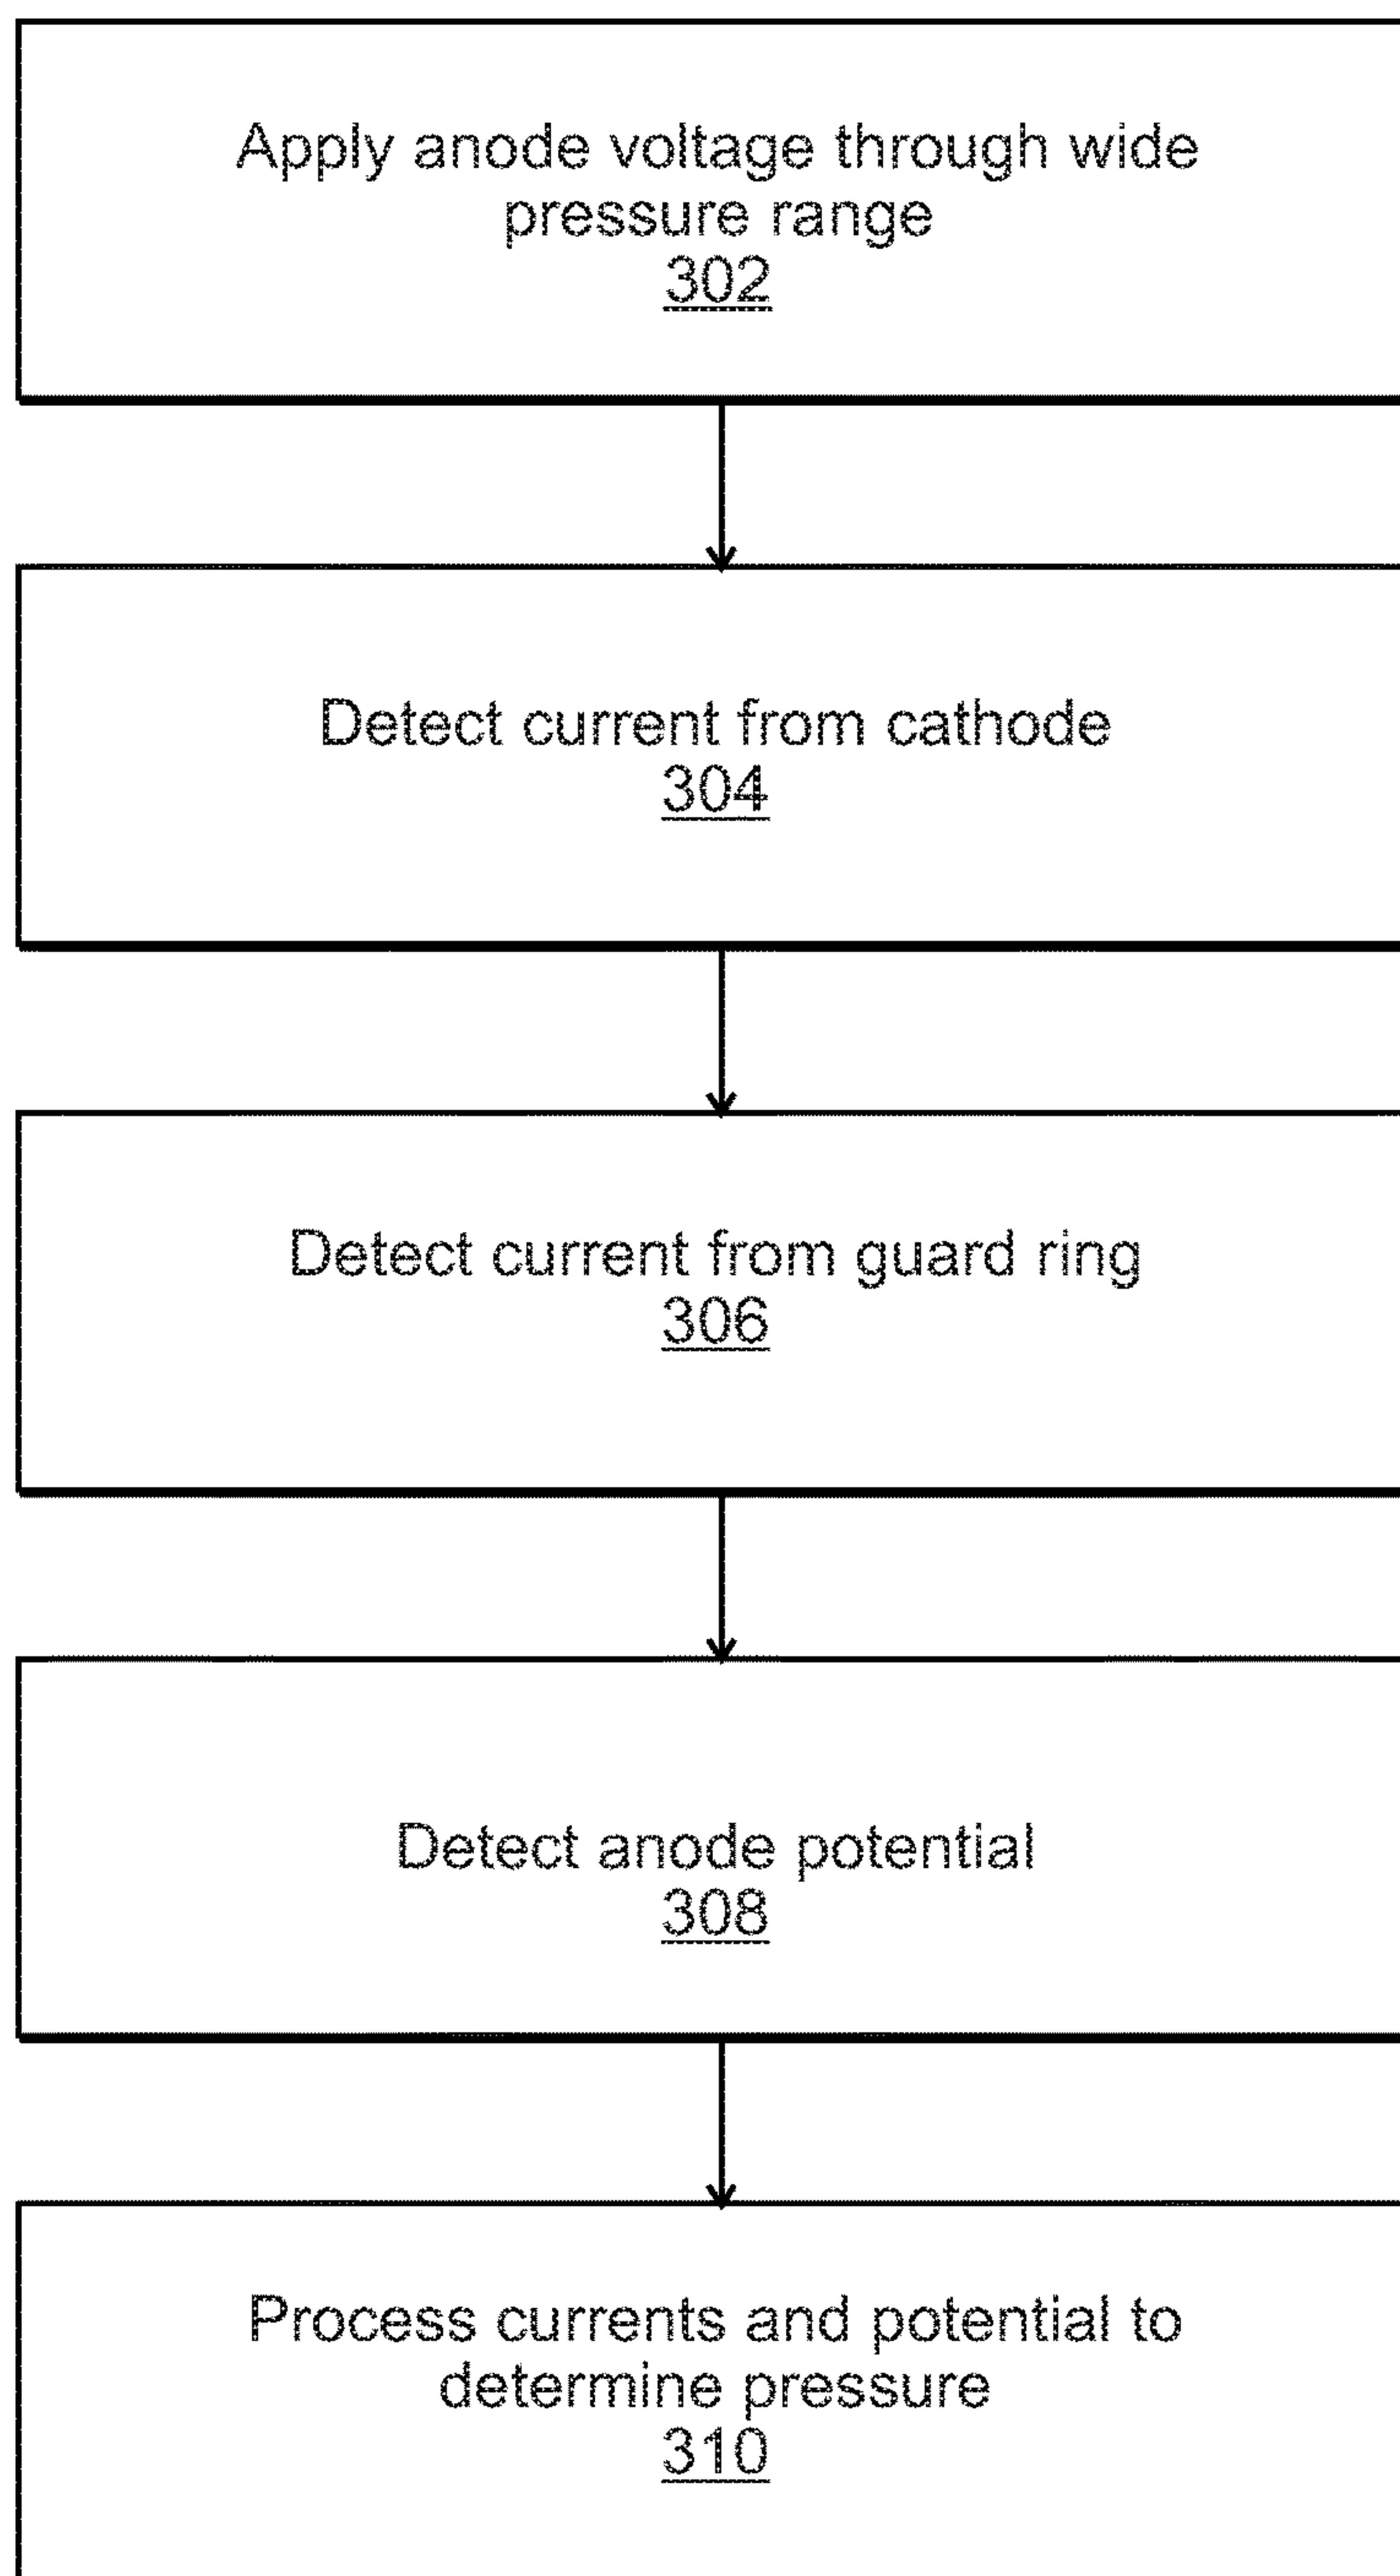 Apply anode voltage through wide
pressure range
302
Detect current from cathode
304
Detect current from guard ring
306
Detect anode potential
308
Process currents and potential to
determine pressure
310